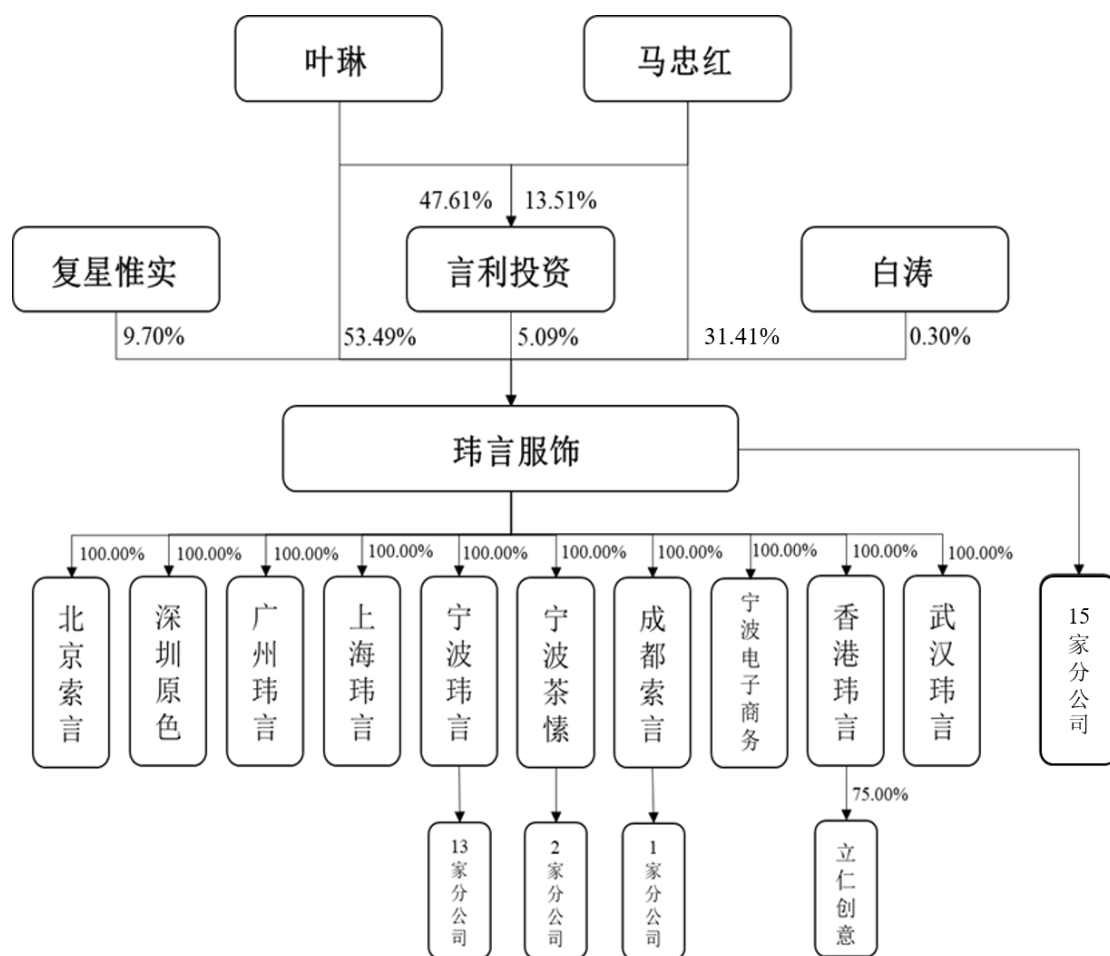 叶琳
马忠红
47.61%
13.51%
复星惟实
言利投资
白涛
9.70%
53.49%
5.09%
31.41%
0.30%
玮言服饰
100.00%
100.00%
100.00%
100.00%
100.00%
100.00%
100.00%
100.00%
100.00%
100.00%
北京索言
深圳原色
广州玮言
上海玮言
宁波玮言
宁波茶愫
成都索言
宁波电子商务
香港玮言
武汉玮言
15家分公司
75.00%
13家分公司
2家分公司
1家分公司
立仁创意